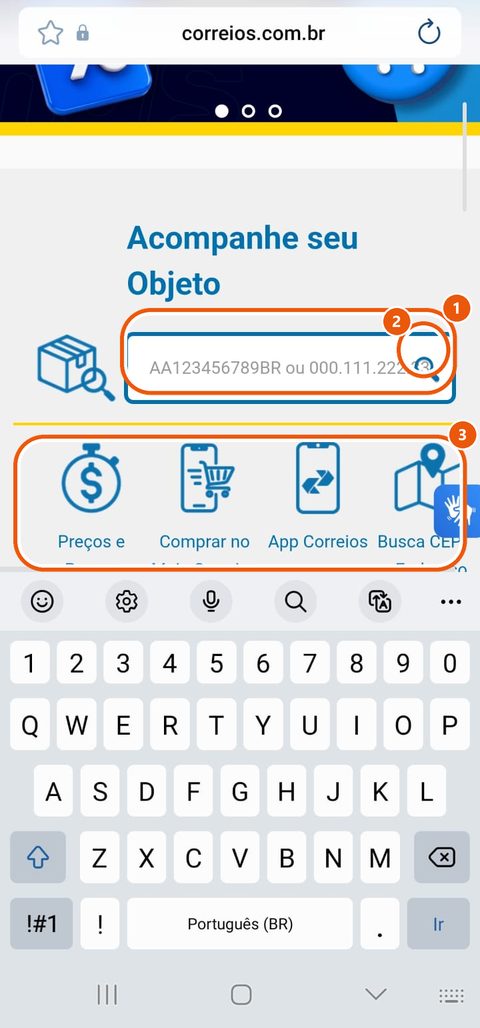 correios.com.br
Acompanhe seu
Objeto
1
2
AA123456789BR ou 000.111.222
3
Preços e
Comprar no
App Correios
Busca CEP
1 2 3 4 5 6 7 8 9 0
Q W E R T Y U I O P
A S D F G H J K L
Z X C V B N M
!#1 ! Português (BR) . Ir